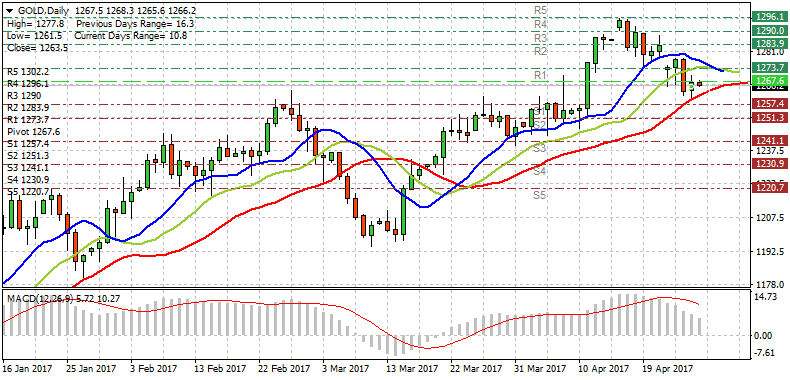 GOLD,Daily 1267.5 1268.3 1265.6 1266.2
High= 1277.8 Previous Days Range= 16.3
Low= 1261.5 Current Days Range= 10.8
Close= 1263.5
R5 1302.2
R4 1296.1
R3 1290
R2 1283.9
R1 1273.7
Pivot 1267.6
S1 1257.4
S2 1251.3
S3 1241.1
S4 1230.9
S5 1220.7
R5
R4
R3
R2
R1
S1
S2
S3
S4
S5
1296.1
1290.0
1283.9
1281.0
1273.7
1267.6
1257.4
1251.3
1241.1
1237.5
1230.9
1220.7
1207.5
1192.5
1178.0
MACD(12,26,9) 5.72 10.27
14.73
0.00
-7.61
16 Jan 2017
25 Jan 2017
3 Feb 2017
13 Feb 2017
22 Feb 2017
3 Mar 2017
13 Mar 2017
22 Mar 2017
31 Mar 2017
10 Apr 2017
19 Apr 2017